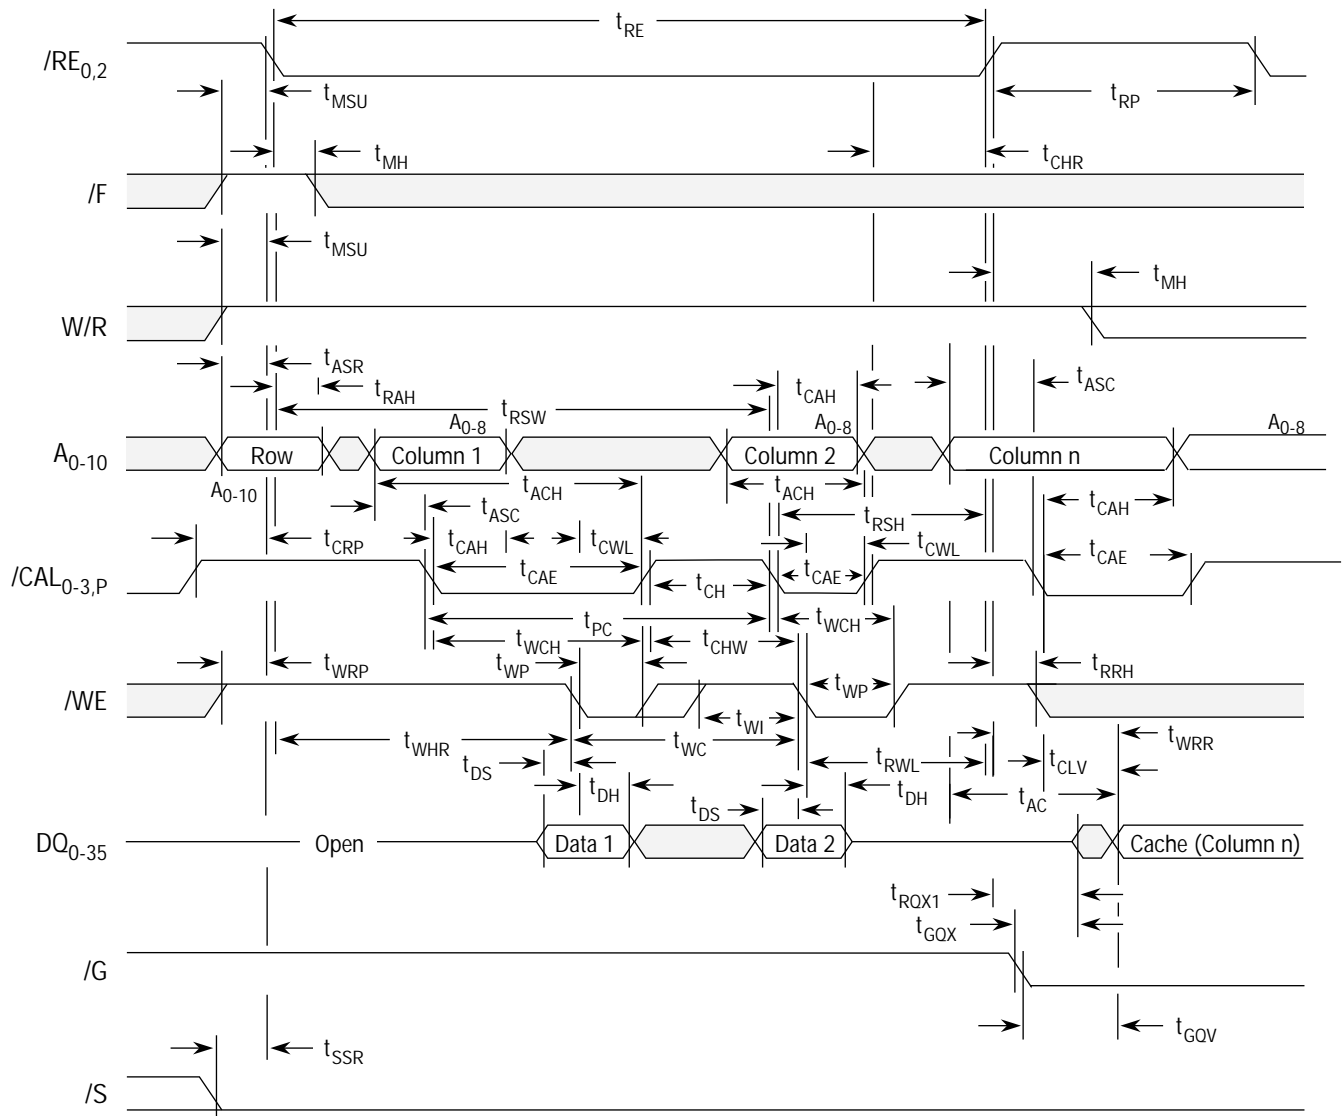 tRE
/RE0,2
tMSU
tRP
tMH
tCHR
/F
tMSU
tMH
W/R
tASR
tRAH
tCAH
tASC
tRSW
A0-8
A0-8
A0-8
A0-10
Row
Column 1
Column 2
Column n
A0-10
tACH
tACH
tASC
tCAH
tRSH
tCRP
tCAH
tCWL
tCWL
/CAL0-3,P
tCAE
tCH
tCAE
tCAE
tPC
tWCH
tWCH
tCHW
tWRP
tWP
tRRH
/WE
tWP
tWI
tWHR
tWC
tWRR
tDS
tRWL
tCLV
tDH
tDS
tDH
tAC
DQ0-35
Open
Data 1
Data 2
Cache (Column n)
tRQX1
tGQX
/G
tGQV
tSSR
/S